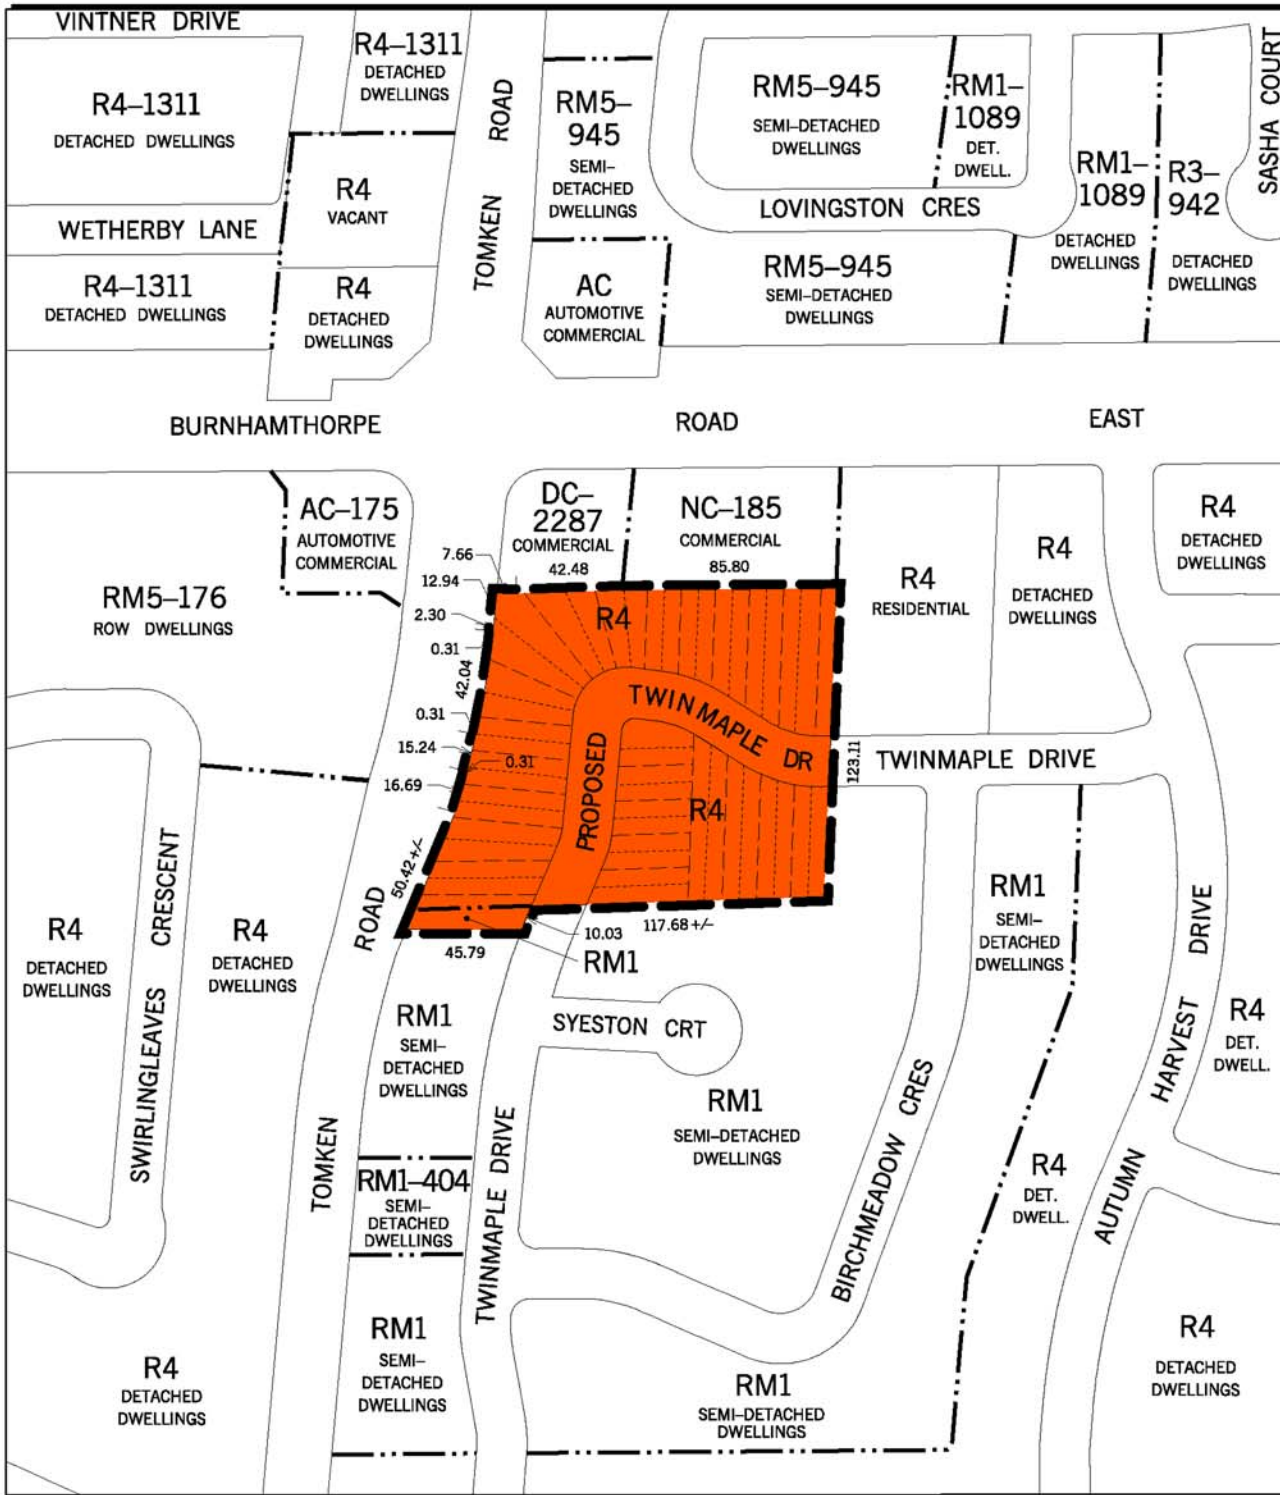 VINTNER DRIVE
R4–1311
DETACHED DWELLINGS
R4–1311
DETACHED
DWELLINGS
TOMKEN ROAD
RM5–
945
SEMI–
DETACHED
DWELLINGS
RM5–945
SEMI–DETACHED
DWELLINGS
RM1–
1089
DET.
DWELL.
RM1–
1089
DETACHED
DWELLINGS
R3–
942
DETACHED
DWELLINGS
SASHA COURT
R4
VACANT
WETHERBY LANE
LOVINGSTON CRES
R4–1311
DETACHED DWELLINGS
R4
DETACHED
DWELLINGS
AC
AUTOMOTIVE
COMMERCIAL
RM5–945
SEMI–DETACHED
DWELLINGS
BURNHAMTHORPE ROAD EAST
AC–175
AUTOMOTIVE
COMMERCIAL
DC–
2287
COMMERCIAL
NC–185
COMMERCIAL
R4
DETACHED
DWELLINGS
R4
DETACHED
DWELLINGS
R4
RESIDENTIAL
RM5–176
ROW DWELLINGS
7.66
42.48
85.80
12.94
2.30
0.31
42.04
0.31
15.24
0.31
16.69
50.42 +/–
R4
TWINMAPLE DR
PROPOSED
R4
123.11
TWINMAPLE DRIVE
45.79
10.03
117.68 +/–
RM1
ROAD
R4
DETACHED
DWELLINGS
SWIRLINGLEAVES CRESCENT
R4
DETACHED
DWELLINGS
RM1
SEMI–
DETACHED
DWELLINGS
AUTUMN HARVEST DRIVE
R4
DET.
DWELL.
RM1
SEMI–
DETACHED
DWELLINGS
SYESTON CRT
RM1
SEMI–DETACHED
DWELLINGS
BIRCHMEADOW CRES
R4
DET.
DWELL.
TOMKEN
RM1–404
SEMI–
DETACHED
DWELLINGS
TWINMAPLE DRIVE
RM1
SEMI–
DETACHED
DWELLINGS
R4
DETACHED
DWELLINGS
RM1
SEMI–DETACHED
DWELLINGS
R4
DETACHED
DWELLINGS